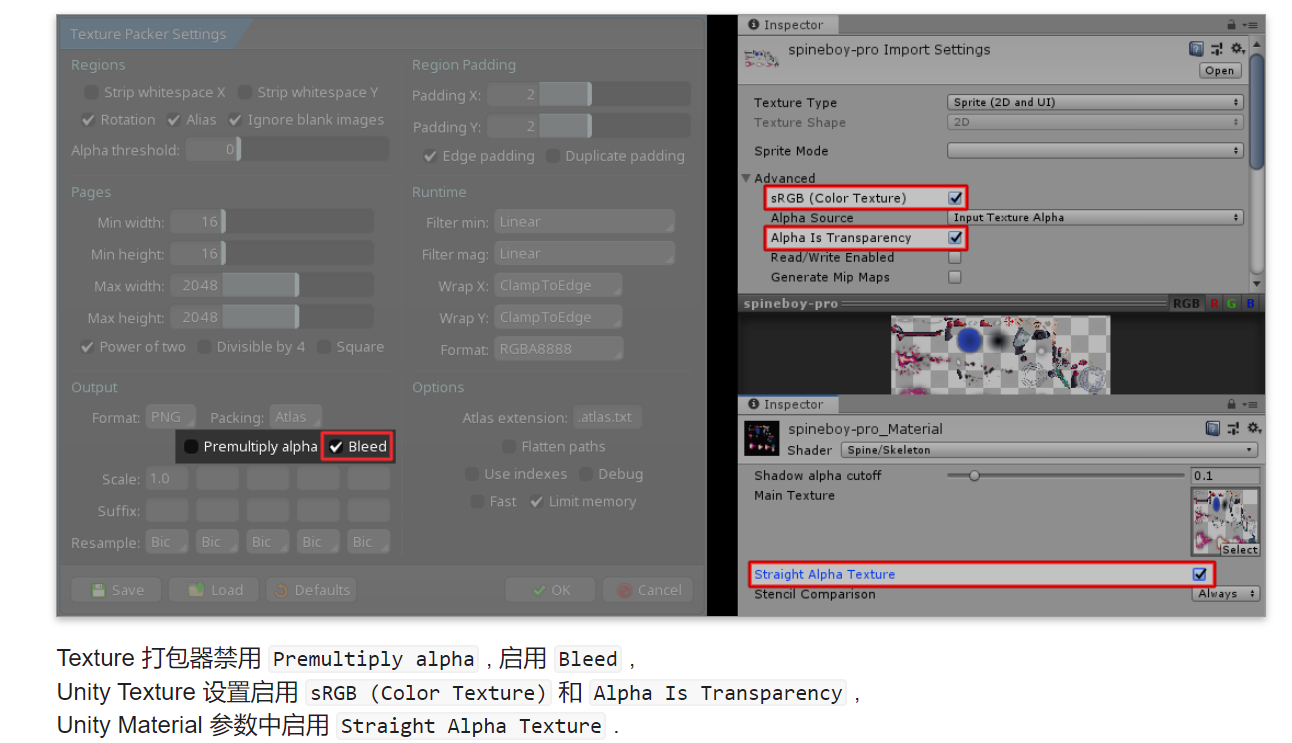 Texture Packer Settings
Regions
Strip whitespace X Strip whitespace Y
Rotation Alias Ignore blank images
Alpha threshold: 0
Pages
Min width: 16
Min height: 16
Max width: 2048
Max height: 2048
Power of two Divisible by 4 Square
Output
Format: PNG Packing: Atlas
Premultiply alpha Bleed
Scale: 1.0
Suffix:
Resample: Bic Bic Bic Bic Bic
Region Padding
Padding X: 2
Padding Y: 2
Edge padding Duplicate padding
Runtime
Filter min: Linear
Filter mag: Linear
Wrap X: ClampToEdge
Wrap Y: ClampToEdge
Format: RGBA8888
Options
Atlas extension: .atlas.txt
Flatten paths
Use indexes Debug
Fast Limit memory
Save Load Defaults OK Cancel
Inspector
spineboy-pro Import Settings
Open
Texture Type Sprite (2D and UI)
Texture Shape 2D
Sprite Mode
Advanced
sRGB (Color Texture)
Alpha Source Input Texture Alpha
Alpha Is Transparency
Read/Write Enabled
Generate Mip Maps
spineboy-pro RGB R G B
Inspector
spineboy-pro_Material
Shader Spine/Skeleton
Shadow alpha cutoff 0.1
Main Texture
Select
Straight Alpha Texture
Stencil Comparison Always
Texture 打包器禁用 Premultiply alpha , 启用 Bleed ,
Unity Texture 设置启用 sRGB (Color Texture) 和 Alpha Is Transparency ,
Unity Material 参数中启用 Straight Alpha Texture .